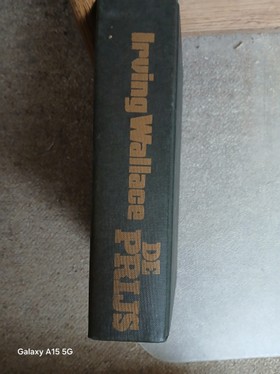 Irving Wallace
DE
PRIJS
Galaxy A15 5G